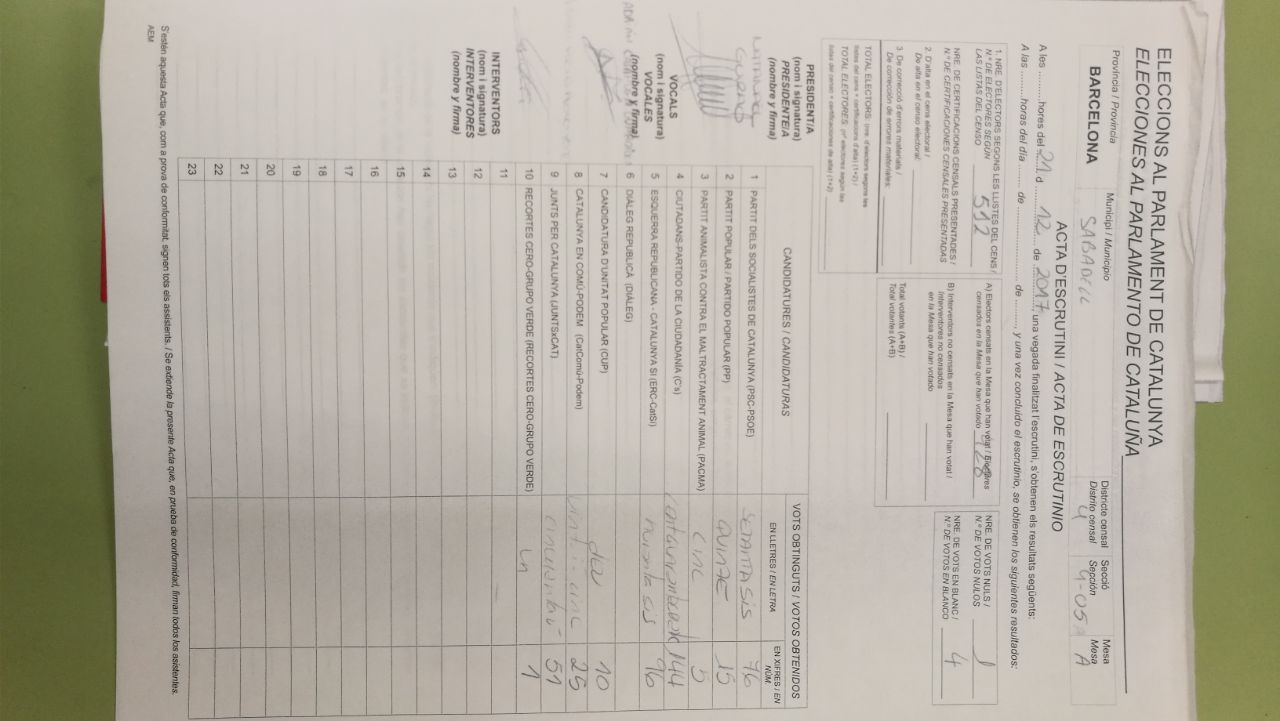 ELECCIONS AL PARLAMENT DE CATALUNYA
ELECCIONES AL PARLAMENTO DE CATALUÑA
Província / Provincia
BARCELONA
Municipi / Municipio
SABADELL
Districte censal
Distrito censal
4
Secció
Sección
4-05
Mesa
Mesa
A
ACTA D'ESCRUTINI / ACTA DE ESCRUTINIO
A les ......... hores del 21 d ......... 12 de 2017, una vegada finalitzat l'escrutini, s'obtenen els resultats següents:
A las ......... horas del día ......... de ......... de ........., y una vez concluido el escrutinio, se obtienen los siguientes resultados:
1. NRE. D'ELECTORS SEGONS LES LLISTES DEL CENS /
Nº DE ELECTORES SEGÚN
LAS LISTAS DEL CENSO
512
NRE. DE CERTIFICACIONS CENSALS PRESENTADES /
Nº DE CERTIFICACIONES CENSALES PRESENTADAS
2. D'alta en el cens electoral /
De alta en el censo electoral:
3. De correcció d'errors materials /
De corrección de errores materiales:
TOTAL ELECTORS: (nre d'electors segons les
llistes del cens + certificacions d'alta) (1+2) /
TOTAL ELECTORES: (nº electores según las
listas del censo + certificaciones de alta) (1+2)
A) Electors censats en la Mesa que han votat / Electores
censados en la Mesa que han votado
428
B) Interventors no censats en la Mesa que han votat /
Interventores no censados
en la Mesa que han votado
Total votants (A+B) /
Total votantes (A+B)
NRE. DE VOTS NULS /
Nº DE VOTOS NULOS
1
NRE. DE VOTS EN BLANC /
Nº DE VOTOS EN BLANCO
4
PRESIDENT/A
(nom i signatura)
PRESIDENTE/A
(nombre y firma)
VOCALS
(nom i signatura)
VOCALES
(nombre y firma)
INTERVENTORS
(nom i signatura)
INTERVENTORES
(nombre y firma)
CANDIDATURES / CANDIDATURAS
VOTS OBTINGUTS / VOTOS OBTENIDOS
EN LLETRES / EN LETRA
EN XIFRES / EN NÚM.
1 PARTIT DELS SOCIALISTES DE CATALUNYA (PSC-PSOE) SETANTA SIS 76
2 PARTIT POPULAR / PARTIDO POPULAR (PP) QUINZE 15
3 PARTIT ANIMALISTA CONTRA EL MALTRACTAMENT ANIMAL (PACMA) CINC 5
4 CIUTADANS-PARTIDO DE LA CIUDADANÍA (C's) 144
5 ESQUERRA REPUBLICANA - CATALUNYA SÍ (ERC-CatSí) noranta sis 96
6 DIÀLEG REPUBLICÀ (DIÀLEG)
7 CANDIDATURA D'UNITAT POPULAR (CUP) deu 10
8 CATALUNYA EN COMÚ-PODEM (CatComú-Podem) vint-i-cinc 25
9 JUNTS PER CATALUNYA (JUNTSxCAT) cinquanta u 51
10 RECORTES CERO-GRUPO VERDE (RECORTES CERO-GRUPO VERDE) un 1
11
12
13
14
15
16
17
18
19
20
21
22
23
S'estén aquesta Acta que, com a prova de conformitat, signen tots els assistents. / Se extiende la presente Acta que, en prueba de conformidad, firman todos los asistentes.
AEM